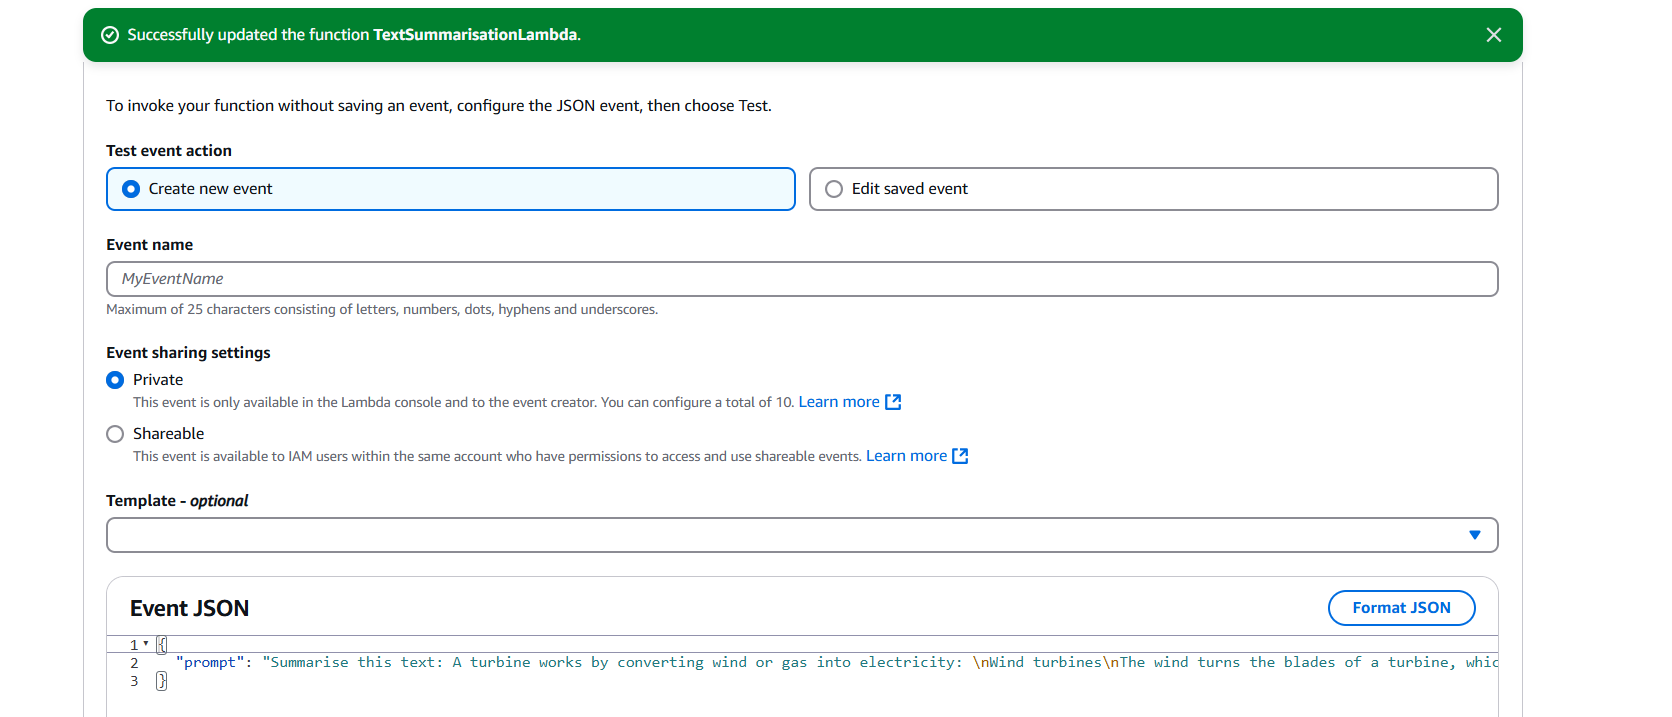 Successfully updated the function TextSummarisationLambda.
To invoke your function without saving an event, configure the JSON event, then choose Test.
Test event action
Create new event
Edit saved event
Event name
MyEventName
Maximum of 25 characters consisting of letters, numbers, dots, hyphens and underscores.
Event sharing settings
Private
This event is only available in the Lambda console and to the event creator. You can configure a total of 10. Learn more
Shareable
This event is available to IAM users within the same account who have permissions to access and use shareable events. Learn more
Template - optional
Event JSON
Format JSON
1 {
2 "prompt": "Summarise this text: A turbine works by converting wind or gas into electricity: \nWind turbines\nThe wind turns the blades of a turbine, whic
3 }